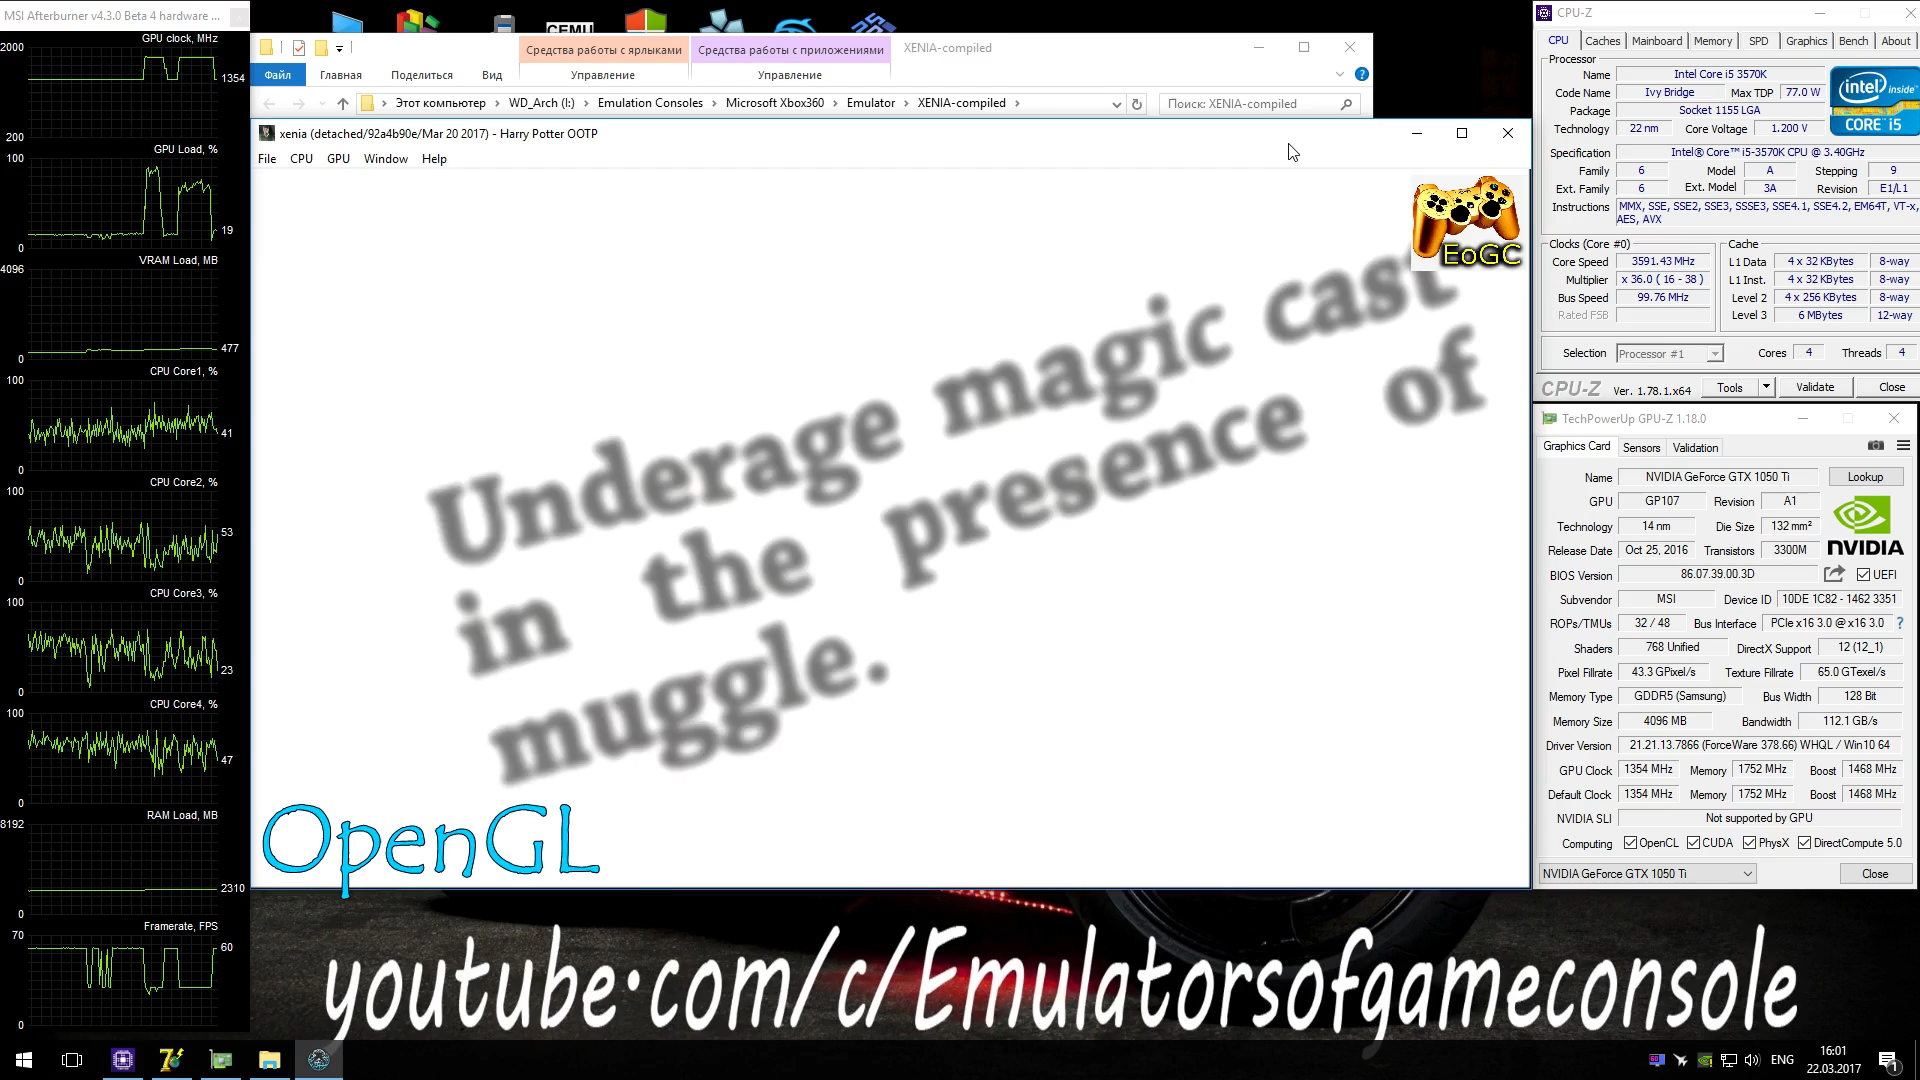 MSI Afterburner v4.3.0 Beta 4 hardware ...
GPU clock, MHz
2000
1354
200
GPU Load, %
100
19
0
VRAM Load, MB
4096
477
0
CPU Core1, %
100
41
0
CPU Core2, %
100
53
0
CPU Core3, %
100
23
0
CPU Core4, %
100
47
0
RAM Load, MB
8192
2310
0
Framerate, FPS
70
60
0
CEMU
Средства работы с ярлыками
Средства работы с приложениями
XENIA-compiled
Файл
Главная
Поделиться
Вид
Управление
Управление
Этот компьютер > WD_Arch (I:) > Emulation Consoles > Microsoft Xbox360 > Emulator > XENIA-compiled >
Поиск: XENIA-compiled
xenia (detached/92a4b90e/Mar 20 2017) - Harry Potter OOTP
File CPU GPU Window Help
EoGC
Underage magic cast
in the presence of
muggle.
OpenGL
youtube.com/c/Emulatorsofgameconsole
CPU-Z
CPU Caches Mainboard Memory SPD Graphics Bench About
Processor
Name Intel Core i5 3570K
Code Name Ivy Bridge Max TDP 77.0 W
Package Socket 1155 LGA
Technology 22 nm Core Voltage 1.200 V
intel inside™
CORE i5
Specification Intel® Core™ i5-3570K CPU @ 3.40GHz
Family 6 Model A Stepping 9
Ext. Family 6 Ext. Model 3A Revision E1/L1
Instructions MMX, SSE, SSE2, SSE3, SSSE3, SSE4.1, SSE4.2, EM64T, VT-x,
AES, AVX
Clocks (Core #0)
Core Speed 3591.43 MHz
Multiplier x 36.0 ( 16 - 38 )
Bus Speed 99.76 MHz
Rated FSB
Cache
L1 Data 4 x 32 KBytes 8-way
L1 Inst. 4 x 32 KBytes 8-way
Level 2 4 x 256 KBytes 8-way
Level 3 6 MBytes 12-way
Selection Processor #1 Cores 4 Threads 4
CPU-Z Ver. 1.78.1.x64 Tools Validate Close
TechPowerUp GPU-Z 1.18.0
Graphics Card Sensors Validation
Name NVIDIA GeForce GTX 1050 Ti Lookup
GPU GP107 Revision A1
Technology 14 nm Die Size 132 mm²
Release Date Oct 25, 2016 Transistors 3300M
NVIDIA
BIOS Version 86.07.39.00.3D UEFI
Subvendor MSI Device ID 10DE 1C82 - 1462 3351
ROPs/TMUs 32 / 48 Bus Interface PCIe x16 3.0 @ x16 3.0 ?
Shaders 768 Unified DirectX Support 12 (12_1)
Pixel Fillrate 43.3 GPixel/s Texture Fillrate 65.0 GTexel/s
Memory Type GDDR5 (Samsung) Bus Width 128 Bit
Memory Size 4096 MB Bandwidth 112.1 GB/s
Driver Version 21.21.13.7866 (ForceWare 378.66) WHQL / Win10 64
GPU Clock 1354 MHz Memory 1752 MHz Boost 1468 MHz
Default Clock 1354 MHz Memory 1752 MHz Boost 1468 MHz
NVIDIA SLI Not supported by GPU
Computing OpenCL CUDA PhysX DirectCompute 5.0
NVIDIA GeForce GTX 1050 Ti Close
ENG
16:01
22.03.2017
1